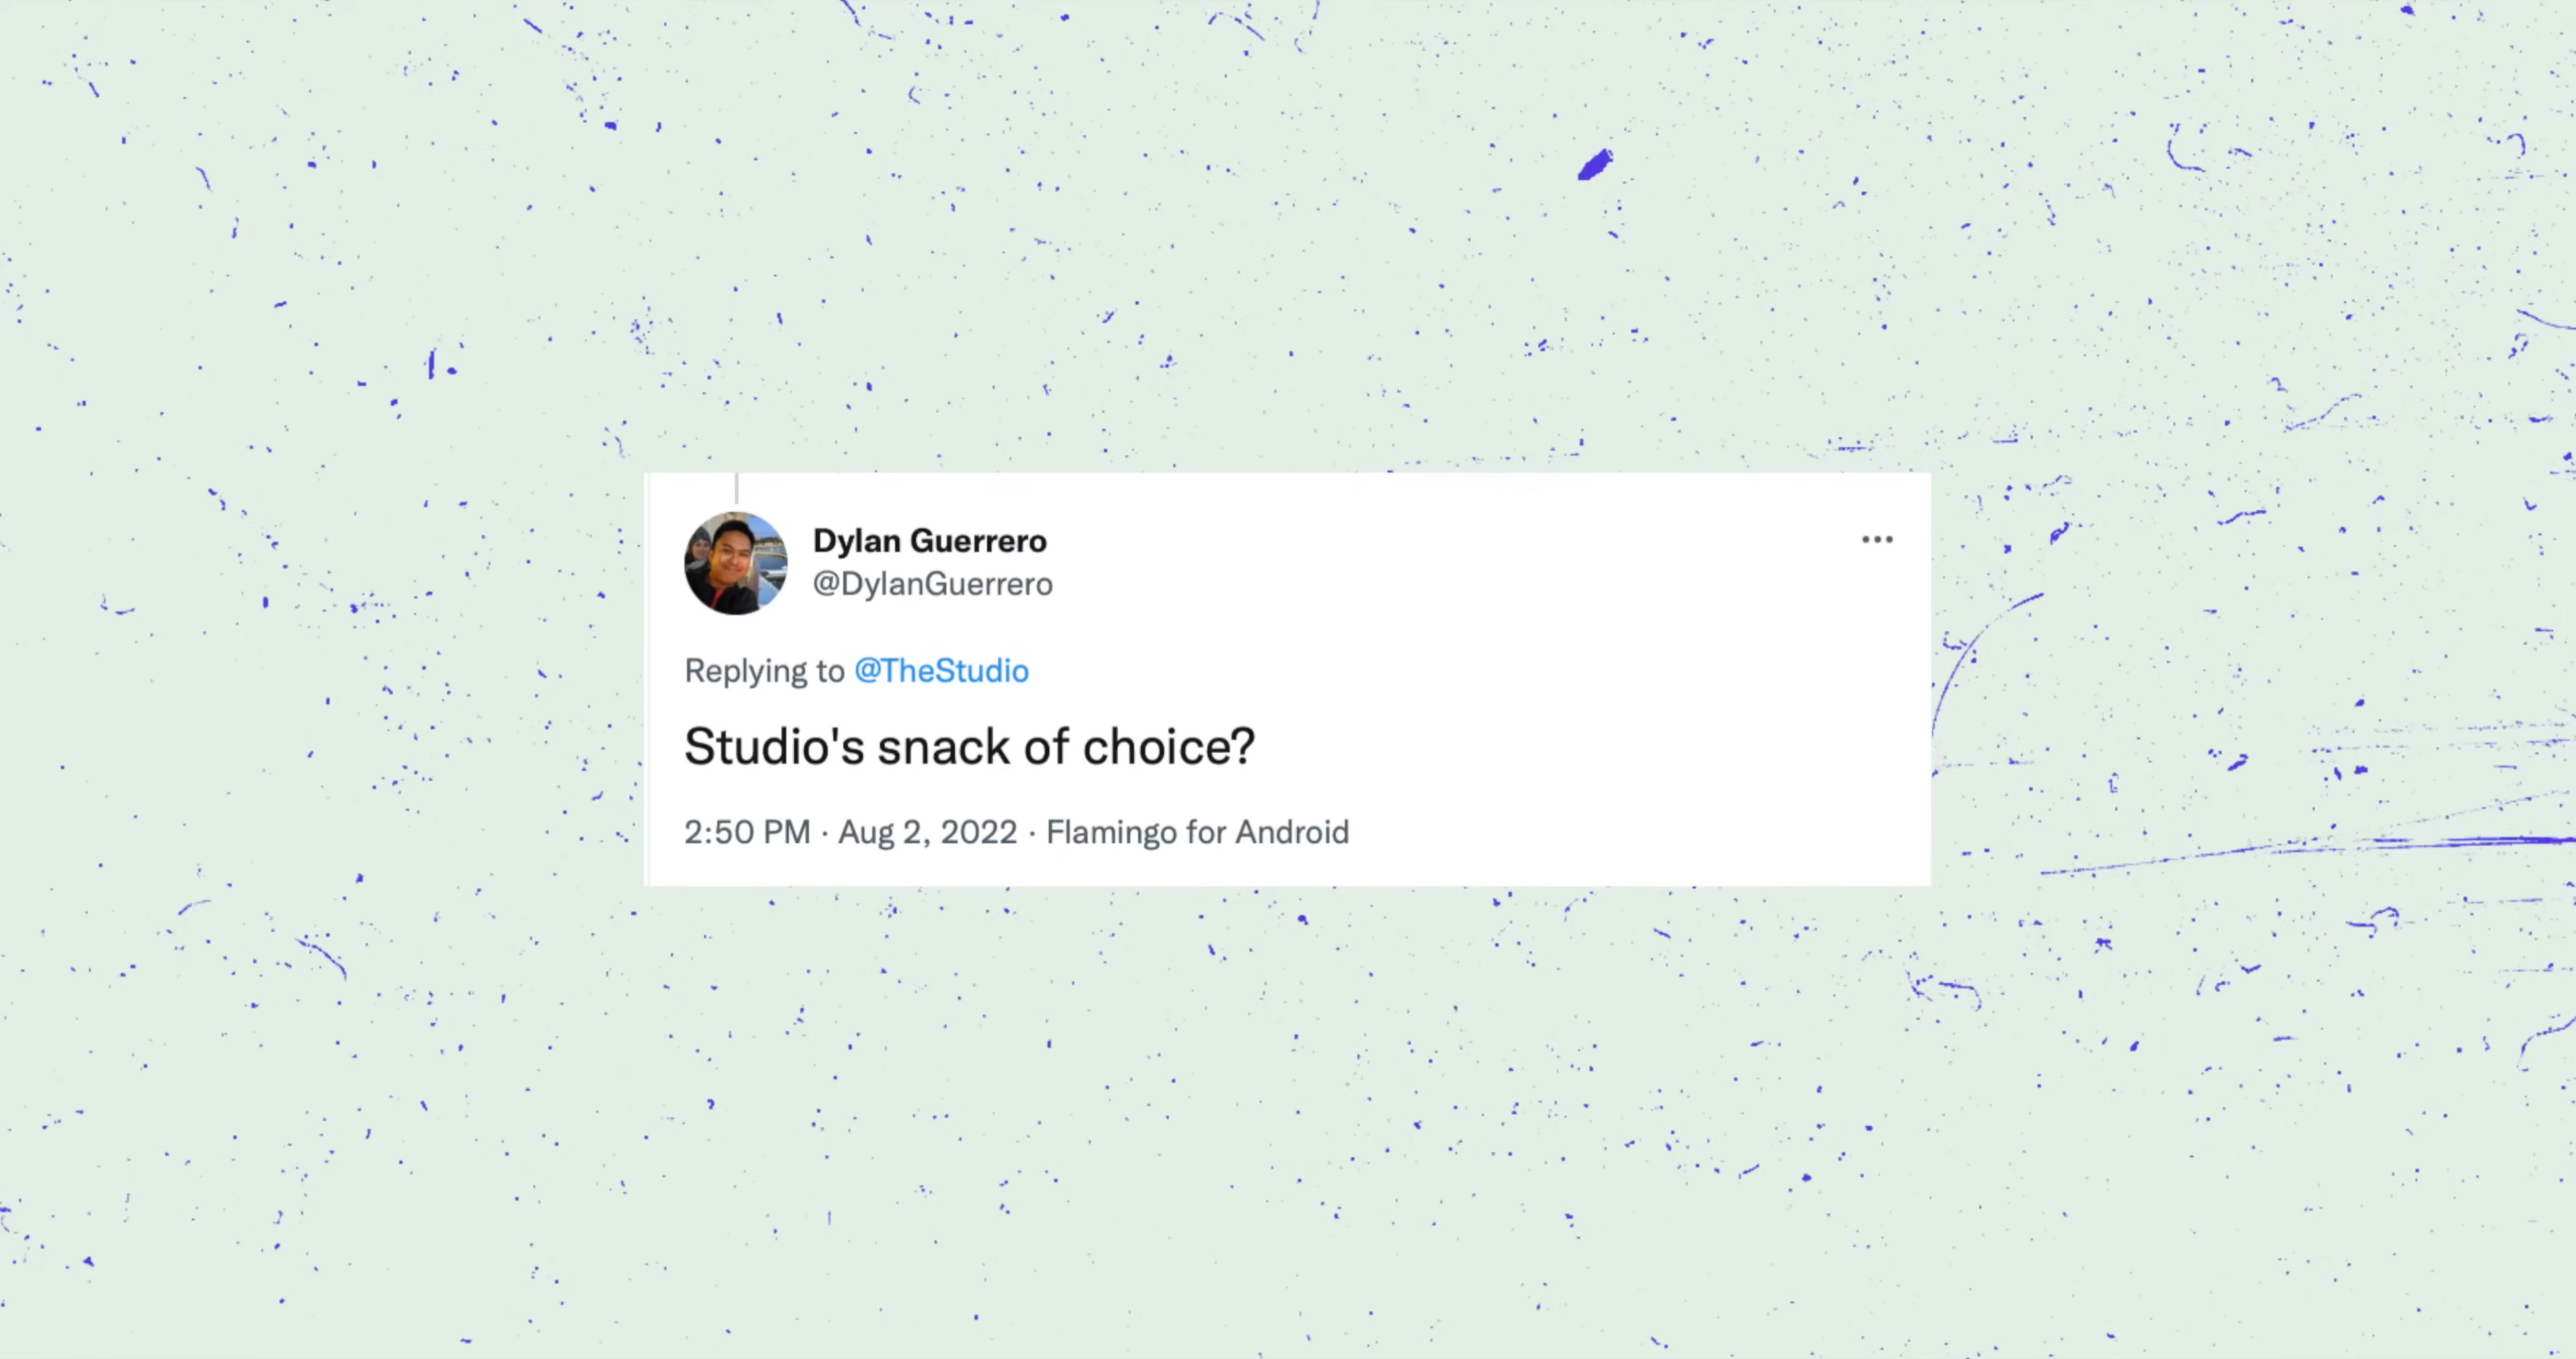 Dylan Guerrero
@DylanGuerrero
Replying to @TheStudio
Studio's snack of choice?
2:50 PM · Aug 2, 2022 · Flamingo for Android